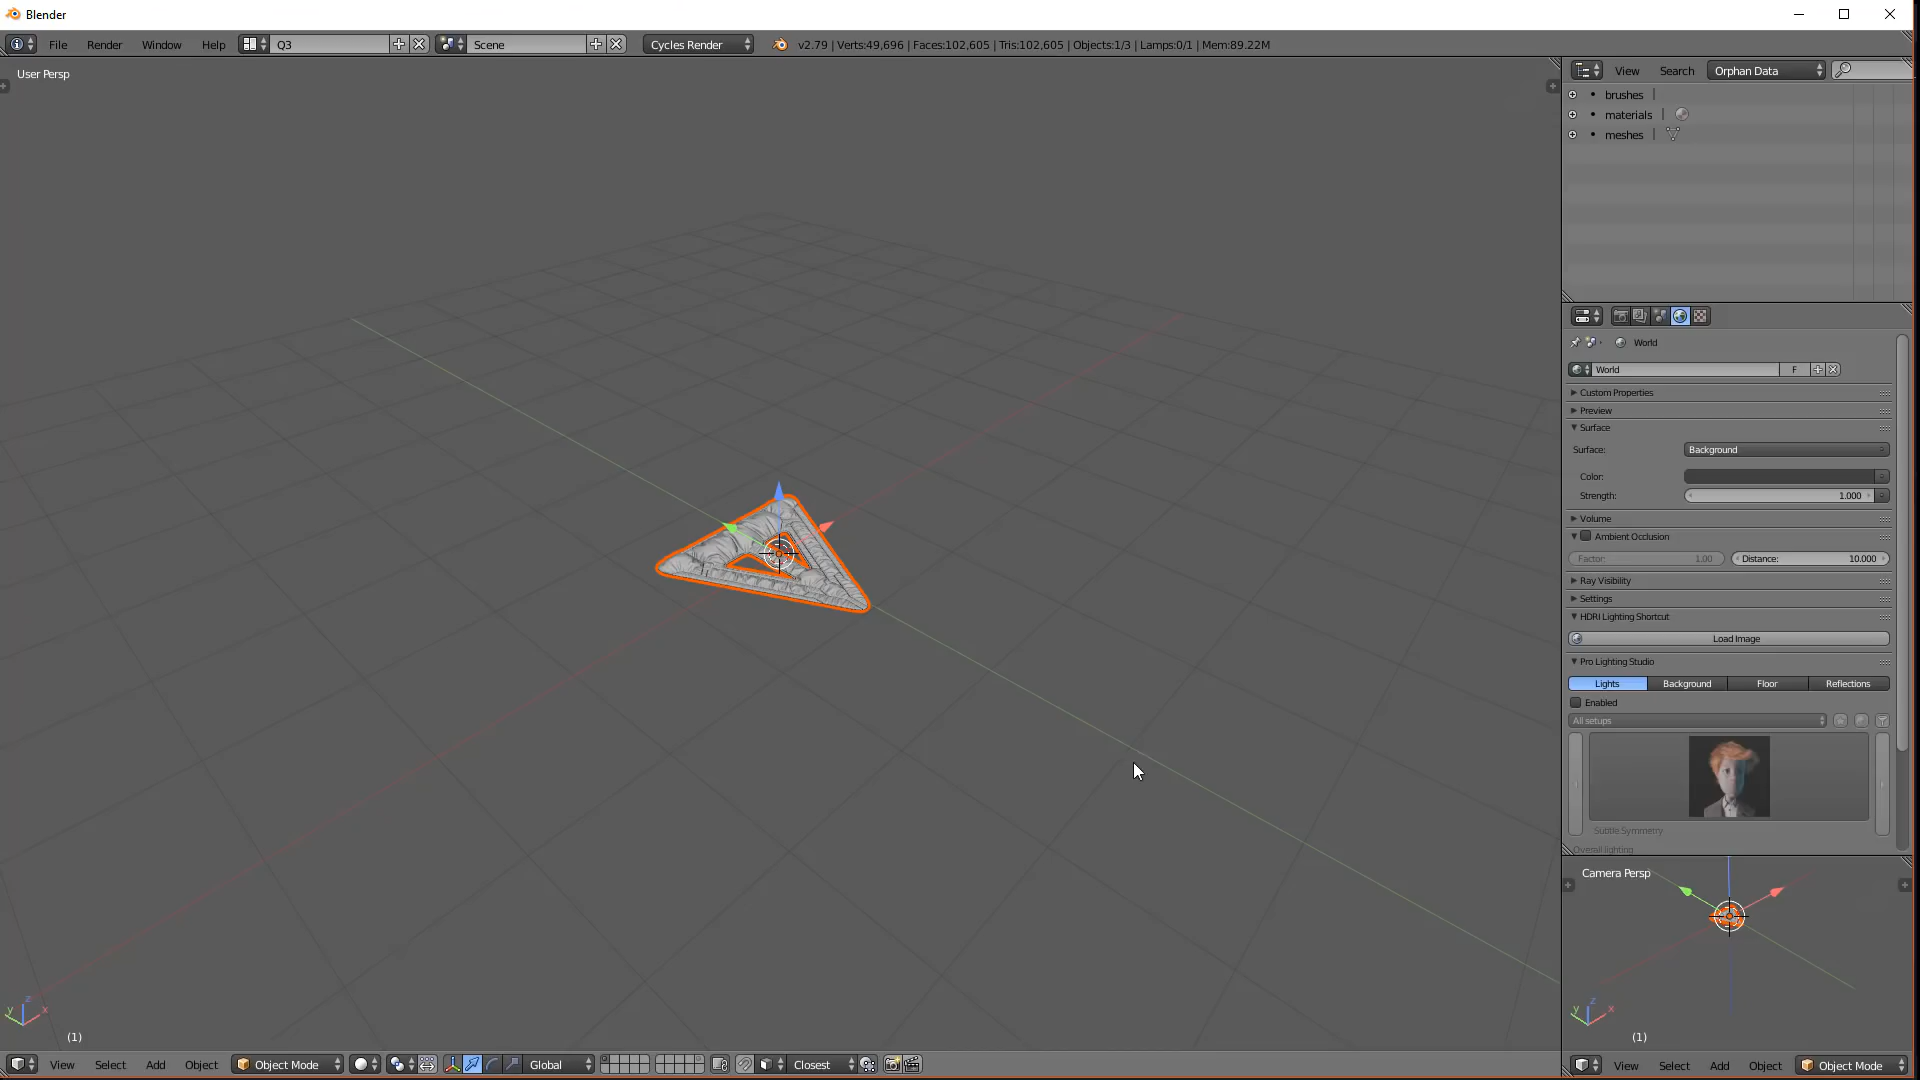 Blender
File Render Window Help Q3 Scene Cycles Render v2.79 | Verts:49,696 | Faces:102,605 | Tris:102,605 | Objects:1/3 | Lamps:0/1 | Mem:89.22M
User Persp
View Search Orphan Data
brushes
materials
meshes
World
World F
Custom Properties
Preview
Surface
Surface: Background
Color:
Strength: 1.000
Volume
Ambient Occlusion
Factor: 1.00 Distance: 10.000
Ray Visibility
Settings
HDRI Lighting Shortcut
Load Image
Pro Lighting Studio
Lights Background Floor Reflections
Enabled
All setups
Subtle Symmetry
Overall lighting
Camera Persp
z
y x
(1)
z
y x
(1)
View Select Add Object Object Mode Global Closest
View Select Add Object Object Mode